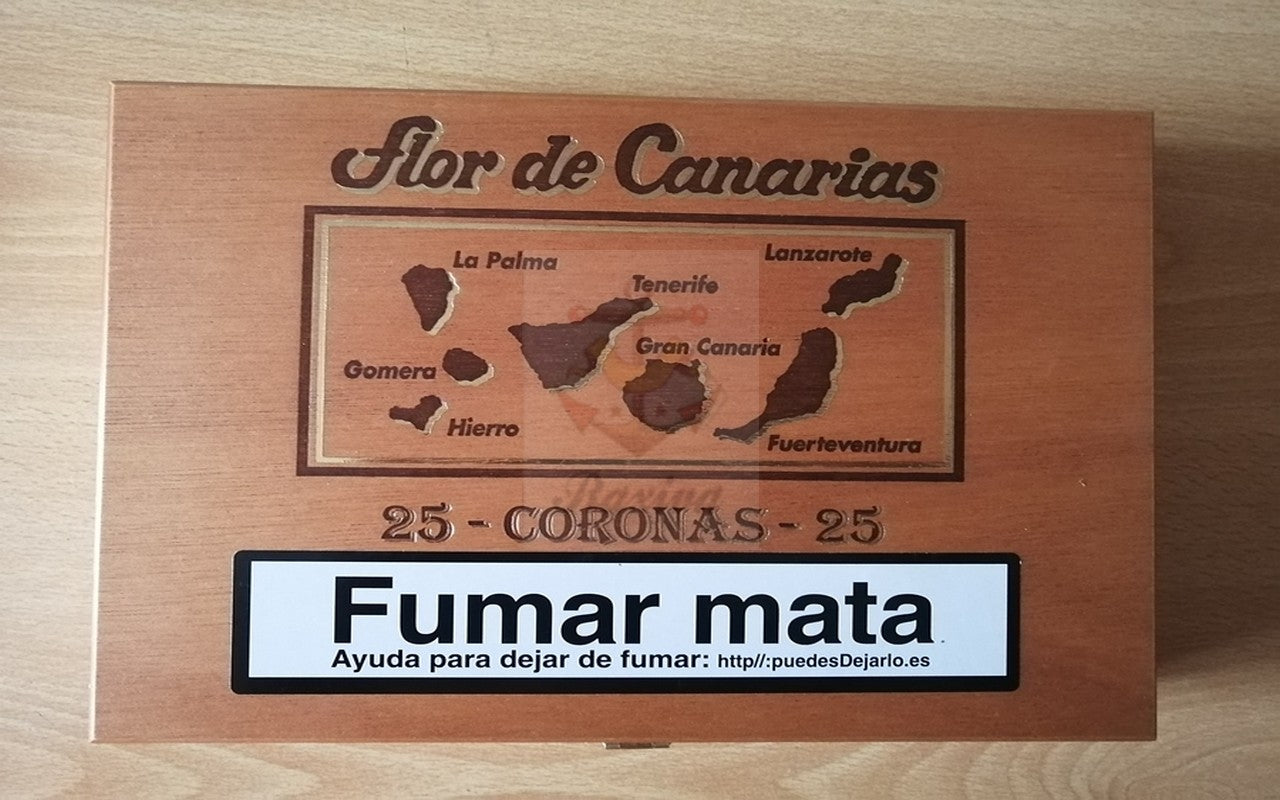 Flor de Canarias
La Palma
Lanzarote
Tenerife
Gran Canaria
Gomera
Hierro
Fuerteventura
25 - CORONAS - 25
Fumar mata.
Ayuda para dejar de fumar: http//:puedesDejarlo.es